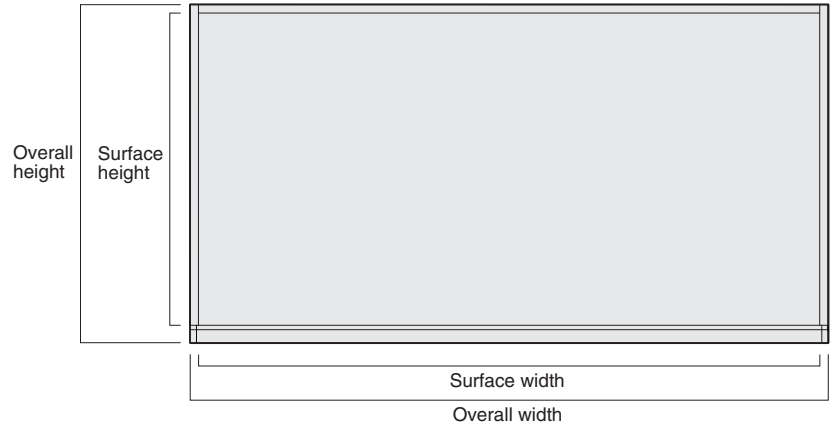 Overall
height
Surface
height
Surface width
Overall width